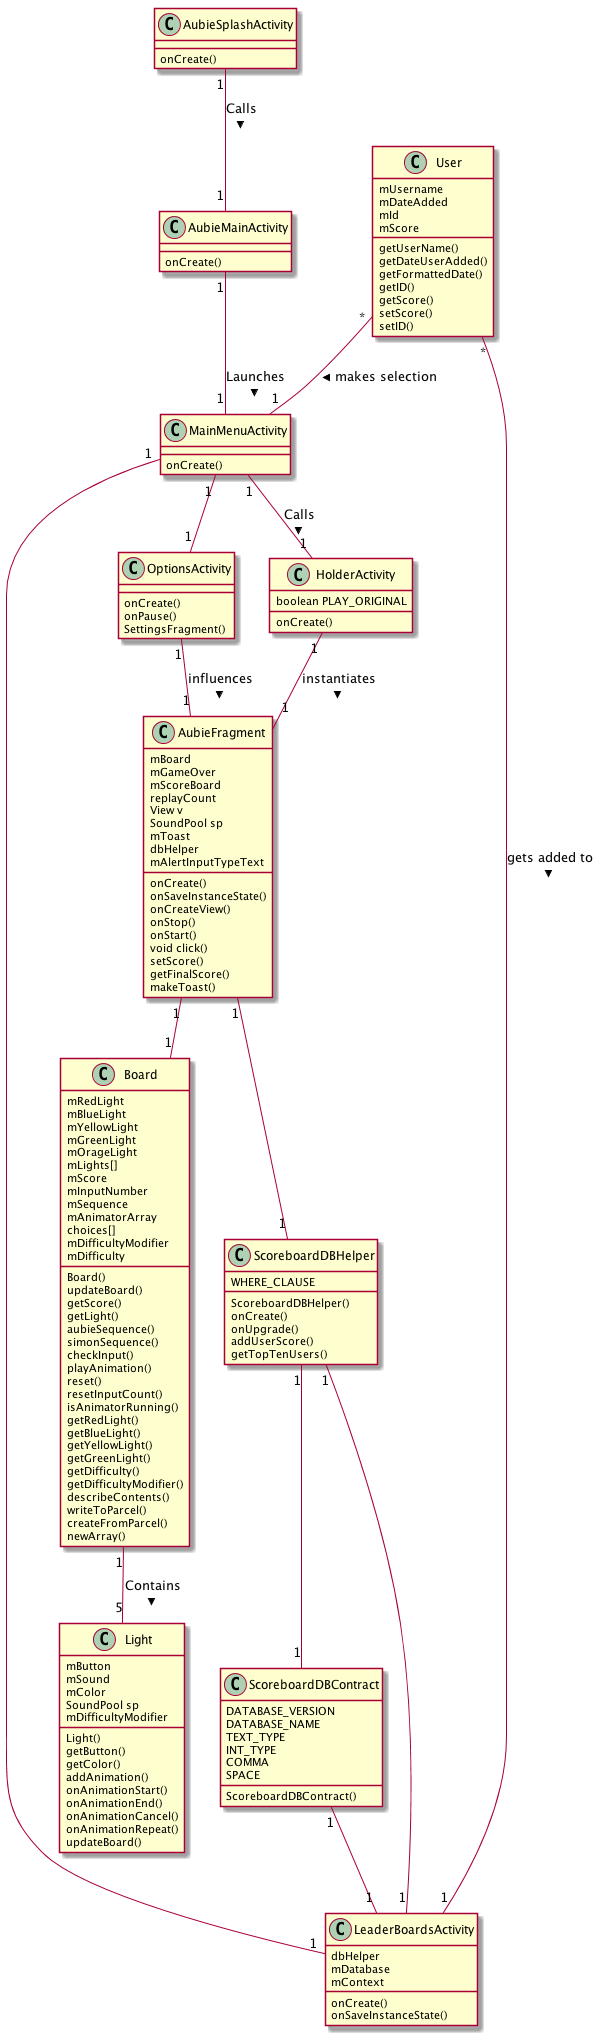 C AubieSplashActivity
onCreate()
1
Calls
▼
1
C User
mUsername
mDateAdded
mId
mScore
getUserName()
getDateUserAdded()
getFormattedDate()
getID()
getScore()
setScore()
setID()
C AubieMainActivity
onCreate()
1
*
*
Launches
▼
◄ makes selection
1
1
C MainMenuActivity
onCreate()
1
1
1
Calls
▼
1
1
C OptionsActivity
onCreate()
onPause()
SettingsFragment()
C HolderActivity
boolean PLAY_ORIGINAL
onCreate()
1
1
influences
▼
instantiates
▼
1
1
C AubieFragment
mBoard
mGameOver
mScoreBoard
replayCount
View v
SoundPool sp
mToast
dbHelper
mAlertInputTypeText
onCreate()
onSaveInstanceState()
onCreateView()
onStop()
onStart()
void click()
setScore()
getFinalScore()
makeToast()
gets added to
▼
1
1
1
C Board
mRedLight
mBlueLight
mYellowLight
mGreenLight
mOrageLight
mLights[]
mScore
mInputNumber
mSequence
mAnimatorArray
choices[]
mDifficultyModifier
mDifficulty
Board()
updateBoard()
getScore()
getLight()
aubieSequence()
simonSequence()
checkInput()
playAnimation()
reset()
resetInputCount()
isAnimatorRunning()
getRedLight()
getBlueLight()
getYellowLight()
getGreenLight()
getDifficulty()
getDifficultyModifier()
describeContents()
writeToParcel()
createFromParcel()
newArray()
1
C ScoreboardDBHelper
WHERE_CLAUSE
ScoreboardDBHelper()
onCreate()
onUpgrade()
addUserScore()
getTopTenUsers()
1
1
1
Contains
▼
5
C Light
mButton
mSound
mColor
SoundPool sp
mDifficultyModifier
Light()
getButton()
getColor()
addAnimation()
onAnimationStart()
onAnimationEnd()
onAnimationCancel()
onAnimationRepeat()
updateBoard()
1
C ScoreboardDBContract
DATABASE_VERSION
DATABASE_NAME
TEXT_TYPE
INT_TYPE
COMMA
SPACE
ScoreboardDBContract()
1
1
1
1
1
C LeaderBoardsActivity
dbHelper
mDatabase
mContext
onCreate()
onSaveInstanceState()